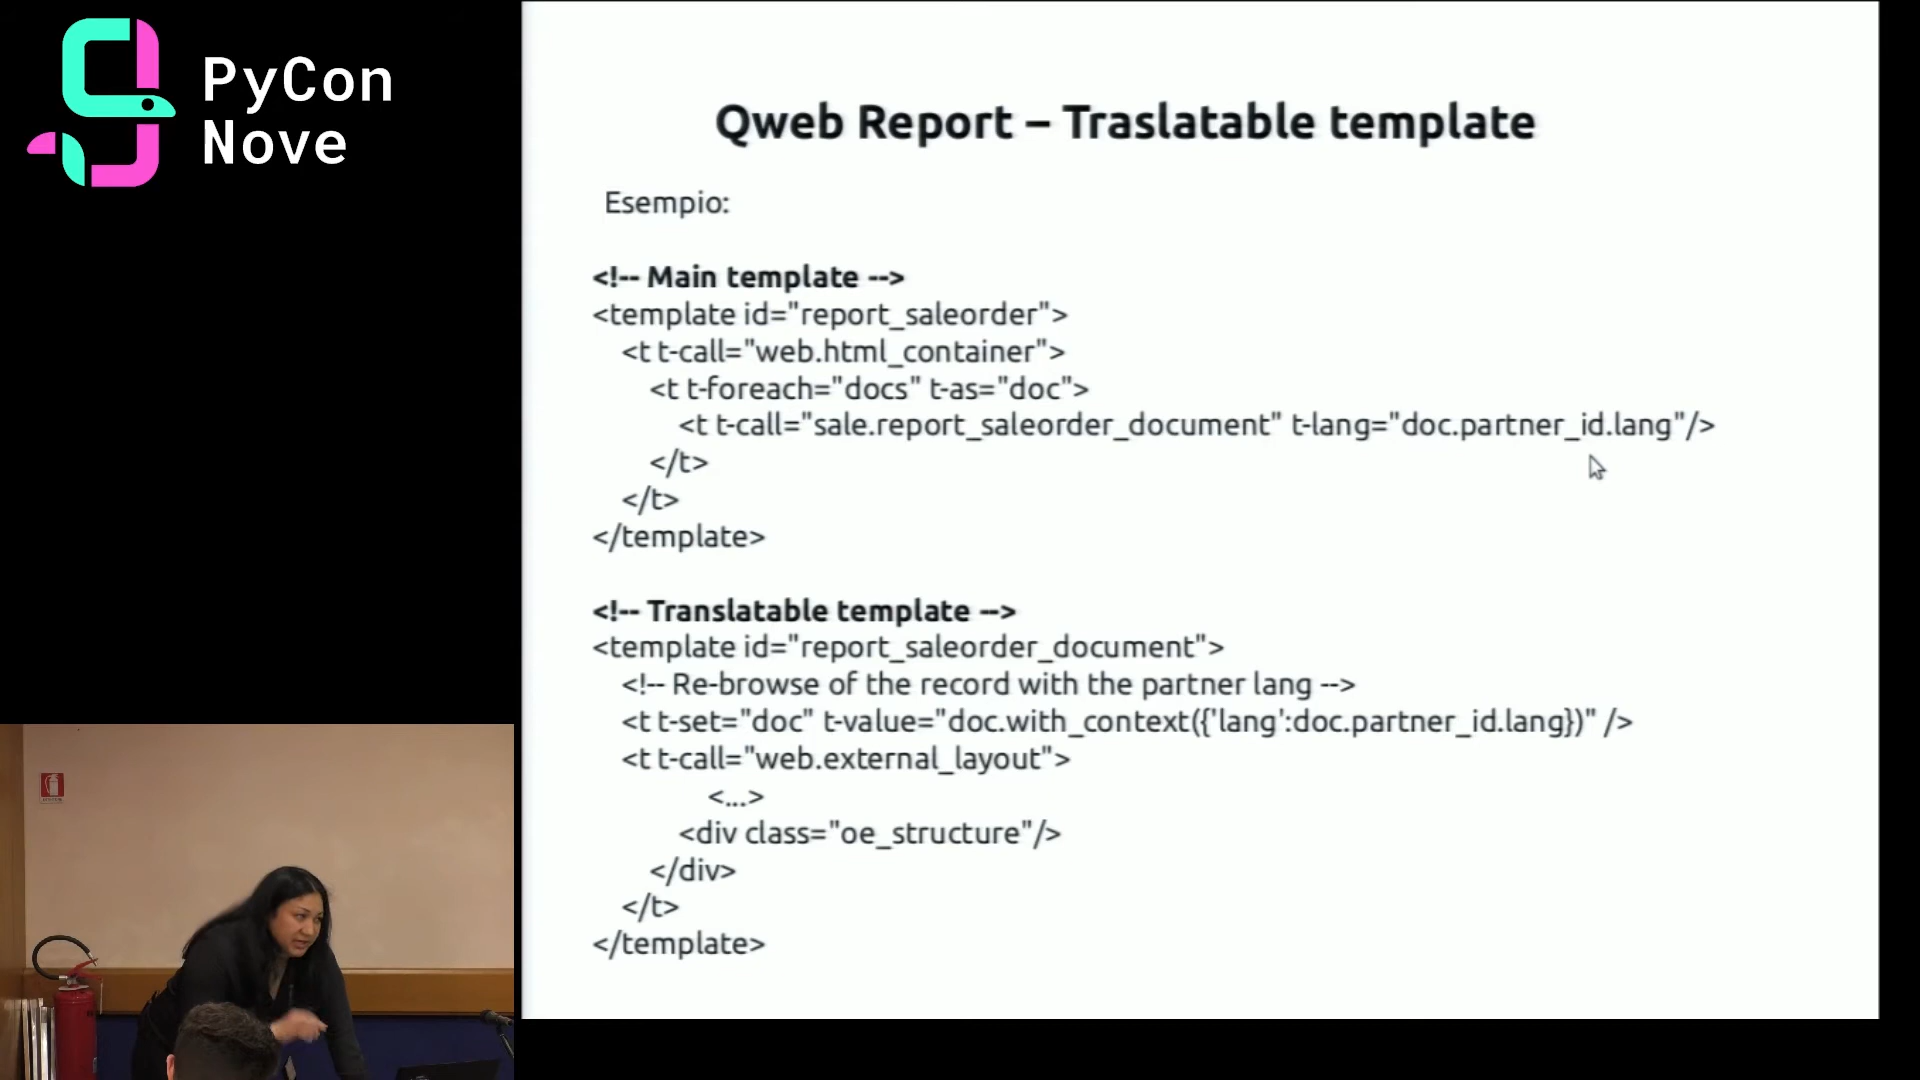 PyCon
Nove
Qweb Report – Traslatable template
Esempio:
<!-- Main template -->
<template id="report_saleorder">
<t t-call="web.html_container">
<t t-foreach="docs" t-as="doc">
<t t-call="sale.report_saleorder_document" t-lang="doc.partner_id.lang"/>
</t>
</t>
</template>
<!-- Translatable template -->
<template id="report_saleorder_document">
<!-- Re-browse of the record with the partner lang -->
<t t-set="doc" t-value="doc.with_context({'lang':doc.partner_id.lang})" />
<t t-call="web.external_layout">
<...>
<div class="oe_structure"/>
</div>
</t>
</template>